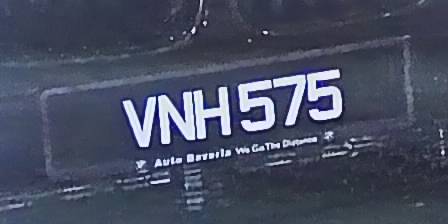 VNH 575
Auto Bavaria We Go The Distance